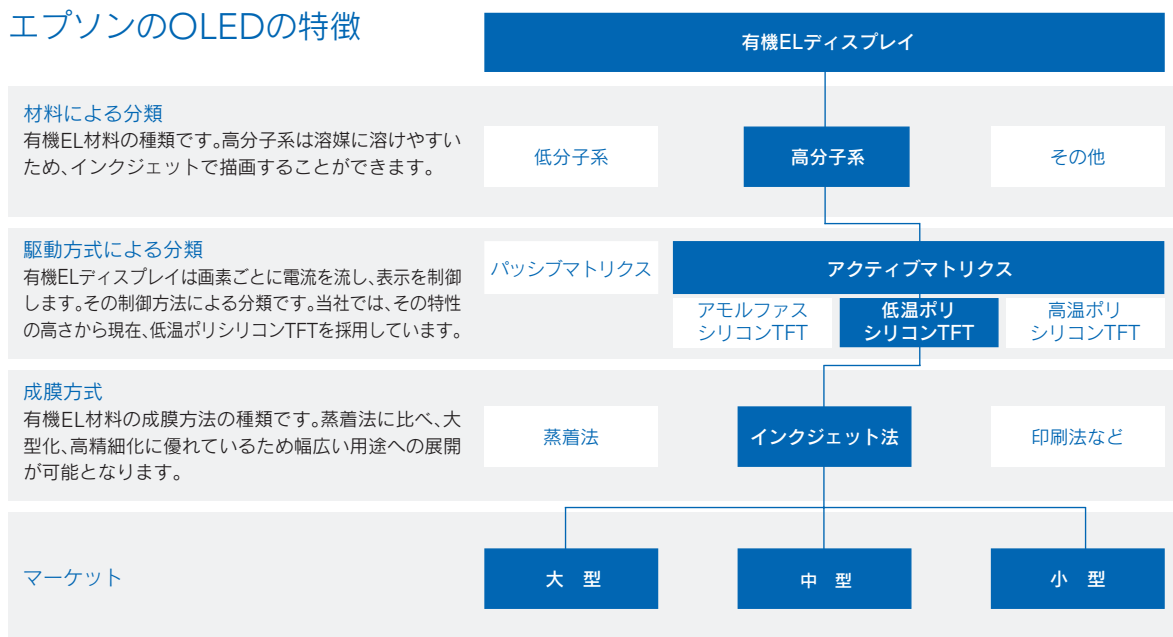 エプソンのOLEDの特徴
有機ELディスプレイ
材料による分類
有機EL材料の種類です。高分子系は溶媒に溶けやすい
ため、インクジェットで描画することができます。
低分子系
高分子系
その他
駆動方式による分類
有機ELディスプレイは画素ごとに電流を流し、表示を制御
します。その制御方法による分類です。当社では、その特性
の高さから現在、低温ポリシリコンTFTを採用しています。
パッシブマトリクス
アクティブマトリクス
アモルファス
シリコンTFT
低温ポリ
シリコンTFT
高温ポリ
シリコンTFT
成膜方式
有機EL材料の成膜方法の種類です。蒸着法に比べ、大
型化、高精細化に優れているため幅広い用途への展開
が可能となります。
蒸着法
インクジェット法
印刷法など
マーケット
大　型
中　型
小　型